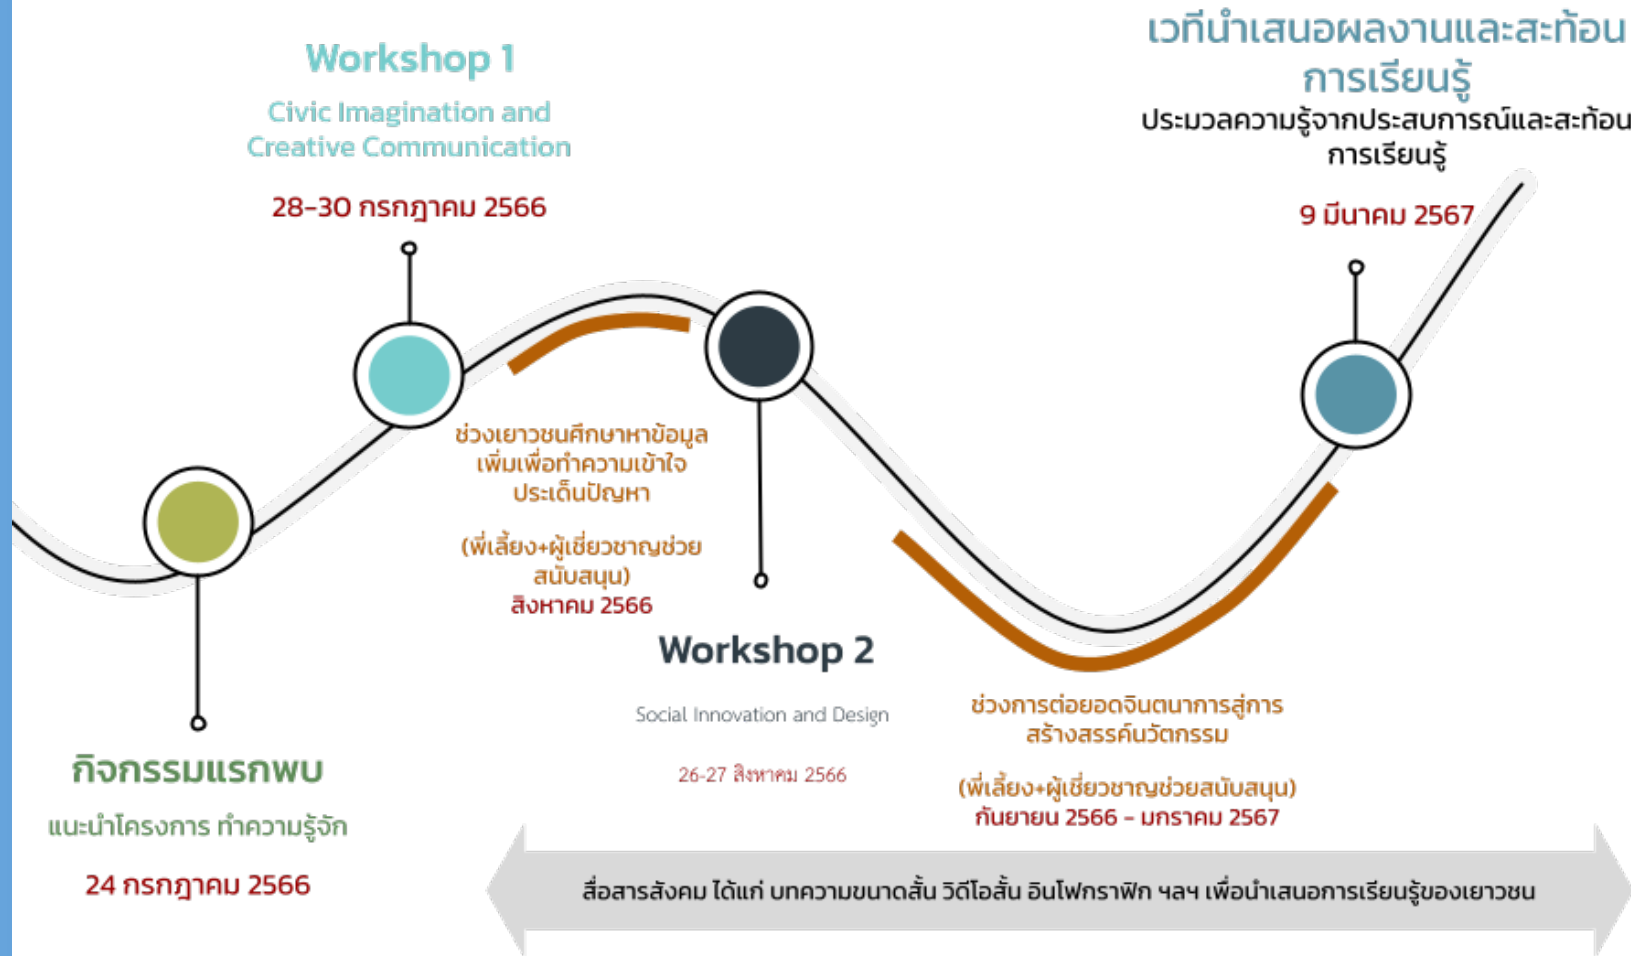 Workshop 1
Civic Imagination and
Creative Communication
28-30 กรกฎาคม 2566
เวทีนำเสนอผลงานและสะท้อน
การเรียนรู้
ประมวลความรู้จากประสบการณ์และสะท้อน
การเรียนรู้
9 มีนาคม 2567
ช่วงเยาวชนศึกษาหาข้อมูล
เพิ่มเพื่อทำความเข้าใจ
ประเด็นปัญหา
(พี่เลี้ยง+ผู้เชี่ยวชาญช่วย
สนับสนุน)
สิงหาคม 2566
Workshop 2
Social Innovation and Design
26-27 สิงหาคม 2566
ช่วงการต่อยอดจินตนาการสู่การ
สร้างสรรค์นวัตกรรม
(พี่เลี้ยง+ผู้เชี่ยวชาญช่วยสนับสนุน)
กันยายน 2566 - มกราคม 2567
กิจกรรมแรกพบ
แนะนำโครงการ ทำความรู้จัก
24 กรกฎาคม 2566
สื่อสารสังคม ได้แก่ บทความขนาดสั้น วิดีโอสั้น อินโฟกราฟิก ฯลฯ เพื่อนำเสนอการเรียนรู้ของเยาวชน